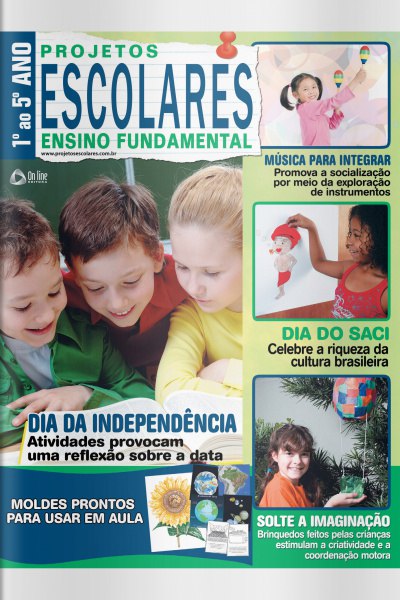 1º ao 5º ANO
PROJETOS
ESCOLARES
ENSINO FUNDAMENTAL
www.projetosescolares.com.br
On line
EDITORA
MÚSICA PARA INTEGRAR
Promova a socialização
por meio da exploração
de instrumentos
DIA DO SACI
Celebre a riqueza da
cultura brasileira
DIA DA INDEPENDÊNCIA
Atividades provocam
uma reflexão sobre a data
MOLDES PRONTOS
PARA USAR EM AULA
SOLTE A IMAGINAÇÃO
Brinquedos feitos pelas crianças
estimulam a criatividade e a
coordenação motora